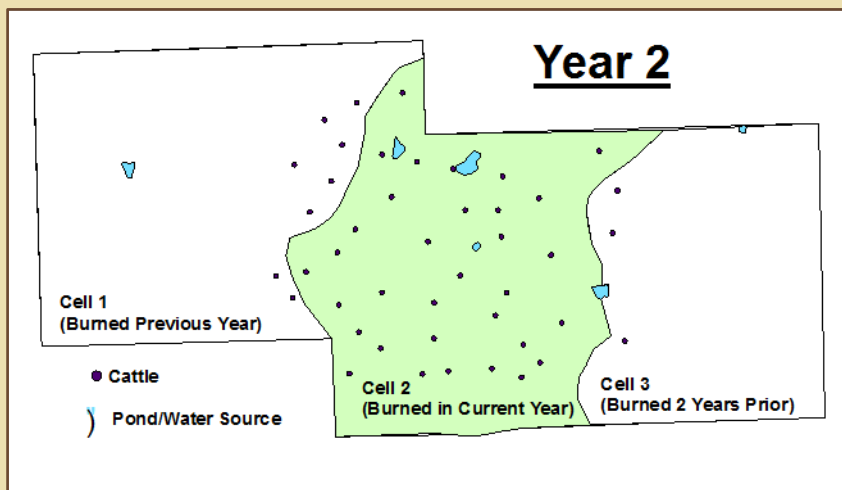 Year 2
Cell 1
(Burned Previous Year)
Cattle
Pond/Water Source
Cell 2
(Burned in Current Year)
Cell 3
(Burned 2 Years Prior)